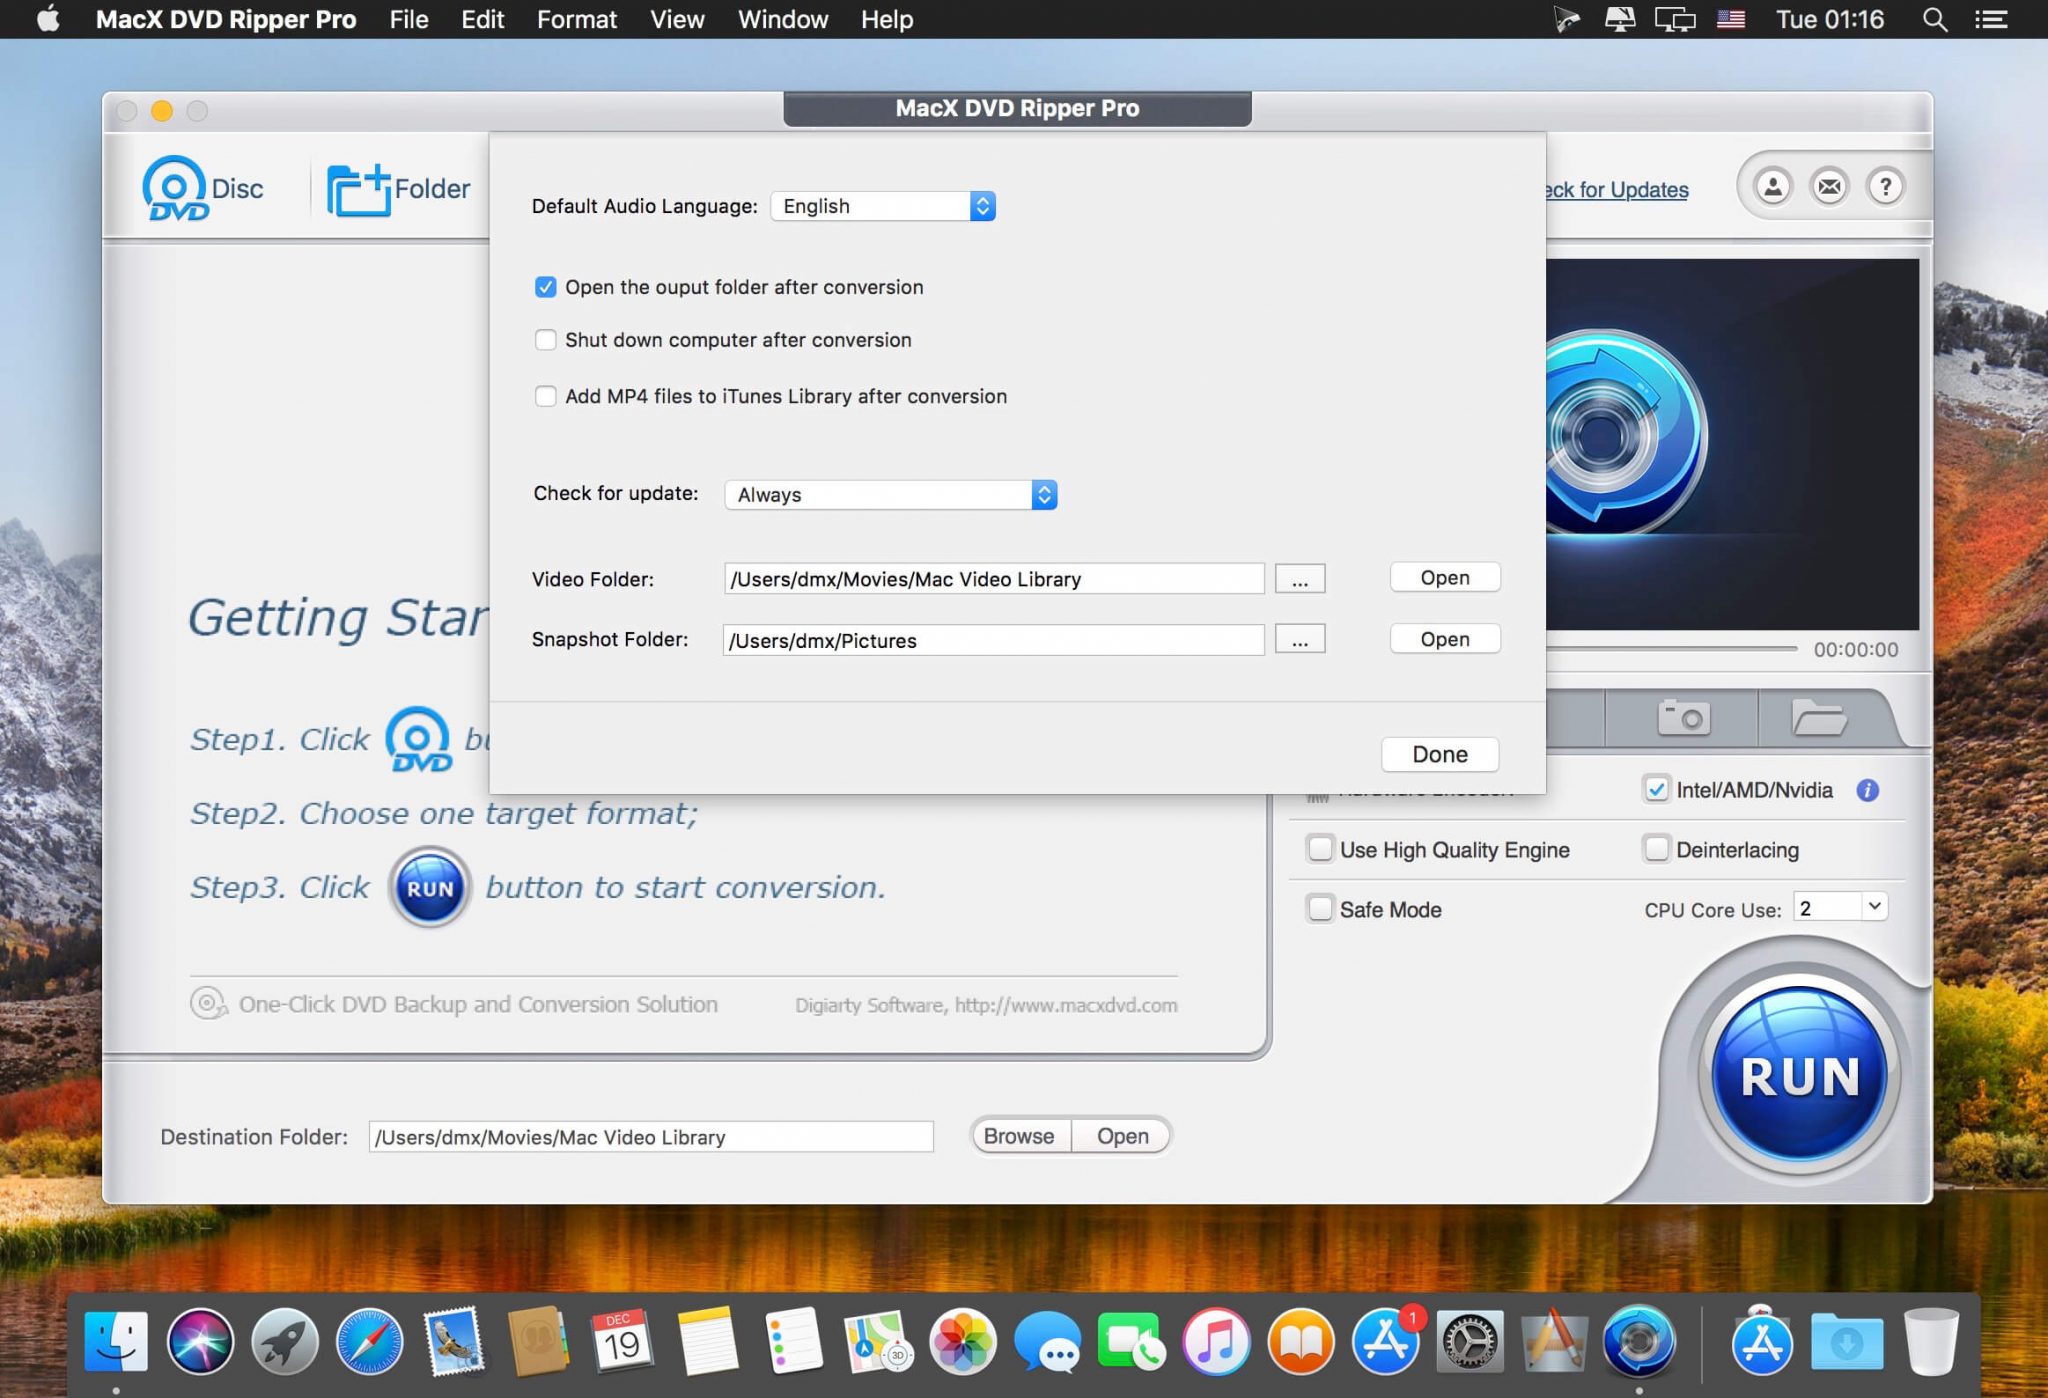 MacX DVD Ripper Pro File Edit Format View Window Help Tue 01:16
MacX DVD Ripper Pro
DVD Disc Folder
eck for Updates
?
Default Audio Language: English
Open the ouput folder after conversion
Shut down computer after conversion
Add MP4 files to iTunes Library after conversion
Check for update: Always
Video Folder: /Users/dmx/Movies/Mac Video Library ... Open
Snapshot Folder: /Users/dmx/Pictures ... Open
Done
00:00:00
Getting Star
Step1. Click DVD bu
Step2. Choose one target format;
Step3. Click RUN button to start conversion.
One-Click DVD Backup and Conversion Solution Digiarty Software, http://www.macxdvd.com
Intel/AMD/Nvidia i
Use High Quality Engine Deinterlacing
Safe Mode CPU Core Use: 2
RUN
Destination Folder: /Users/dmx/Movies/Mac Video Library Browse Open
DEC
19
3D
1